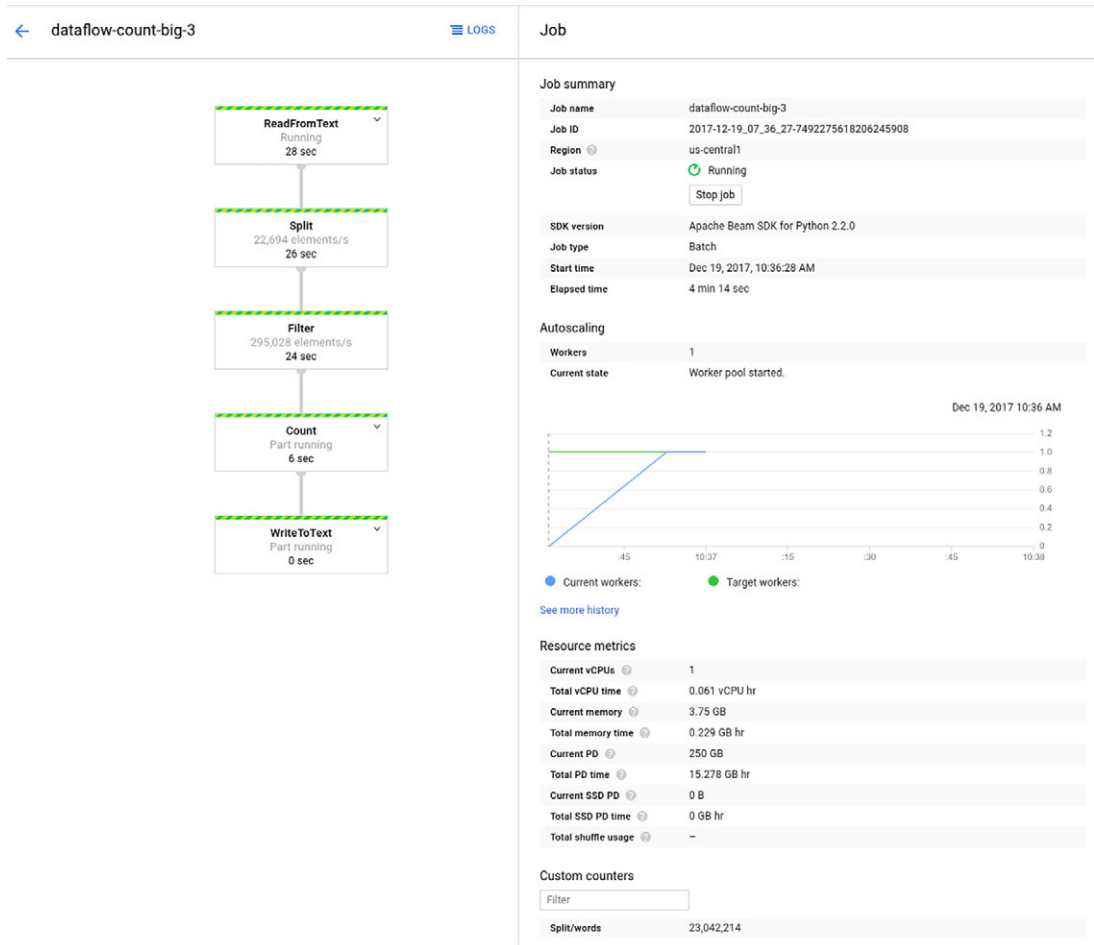 dataflow-count-big-3
LOGS
ReadFromText
Running
28 sec
Split
22,694 elements/s
26 sec
Filter
295,028 elements/s
24 sec
Count
Part running
6 sec
WriteToText
Part running
0 sec
Job
Job summary
Job name dataflow-count-big-3
Job ID 2017-12-19_07_36_27-7492275618206245908
Region us-central1
Job status Running
Stop job
SDK version Apache Beam SDK for Python 2.2.0
Job type Batch
Start time Dec 19, 2017, 10:36:28 AM
Elapsed time 4 min 14 sec
Autoscaling
Workers 1
Current state Worker pool started.
Dec 19, 2017 10:36 AM
1.2
1.0
0.8
0.6
0.4
0.2
0
:45 10:37 :15 :30 :45 10:38
Current workers: Target workers:
See more history
Resource metrics
Current vCPUs 1
Total vCPU time 0.061 vCPU hr
Current memory 3.75 GB
Total memory time 0.229 GB hr
Current PD 250 GB
Total PD time 15.278 GB hr
Current SSD PD 0 B
Total SSD PD time 0 GB hr
Total shuffle usage –
Custom counters
Filter
Split/words 23,042,214